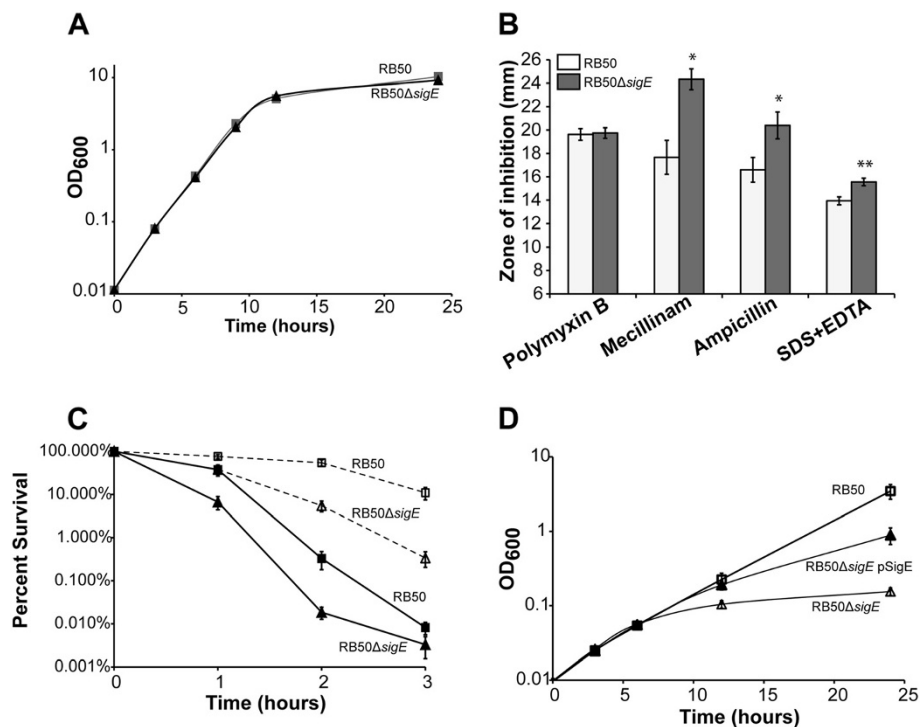 A
OD600
10
1
0.1
0.01
0
5
10
15
20
25
Time (hours)
RB50
RB50ΔsigE
B
Zone of inhibition (mm)
26
24
22
20
18
16
14
12
10
8
6
RB50
RB50ΔsigE
*
*
**
Polymyxin B
Mecillinam
Ampicillin
SDS+EDTA
C
Percent Survival
100.000%
10.000%
1.000%
0.100%
0.010%
0.001%
0
1
2
3
Time (hours)
RB50
RB50ΔsigE
RB50
RB50ΔsigE
D
OD600
10
1
0.1
0.01
0
5
10
15
20
25
Time (hours)
RB50
RB50ΔsigE pSigE
RB50ΔsigE